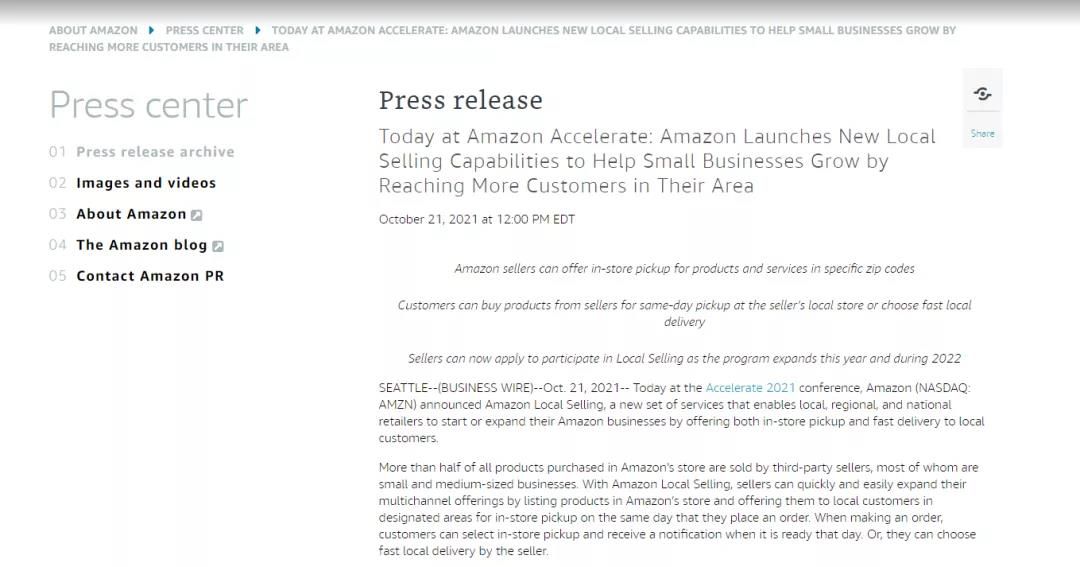 ABOUT AMAZON PRESS CENTER TODAY AT AMAZON ACCELERATE: AMAZON LAUNCHES NEW LOCAL SELLING CAPABILITIES TO HELP SMALL BUSINESSES GROW BY
REACHING MORE CUSTOMERS IN THEIR AREA
Press center
01 Press release archive
02 Images and videos
03 About Amazon
04 The Amazon blog
05 Contact Amazon PR
Press release
Share
Today at Amazon Accelerate: Amazon Launches New Local
Selling Capabilities to Help Small Businesses Grow by
Reaching More Customers in Their Area
October 21, 2021 at 12:00 PM EDT
Amazon sellers can offer in-store pickup for products and services in specific zip codes
Customers can buy products from sellers for same-day pickup at the seller's local store or choose fast local
delivery
Sellers can now apply to participate in Local Selling as the program expands this year and during 2022
SEATTLE--(BUSINESS WIRE)--Oct. 21, 2021-- Today at the Accelerate 2021 conference, Amazon (NASDAQ:
AMZN) announced Amazon Local Selling, a new set of services that enables local, regional, and national
retailers to start or expand their Amazon businesses by offering both in-store pickup and fast delivery to local
customers.
More than half of all products purchased in Amazon's store are sold by third-party sellers, most of whom are
small and medium-sized businesses. With Amazon Local Selling, sellers can quickly and easily expand their
multichannel offerings by listing products in Amazon's store and offering them to local customers in
designated areas for in-store pickup on the same day that they place an order. When making an order,
customers can select in-store pickup and receive a notification when it is ready that day. Or, they can choose
fast local delivery by the seller.